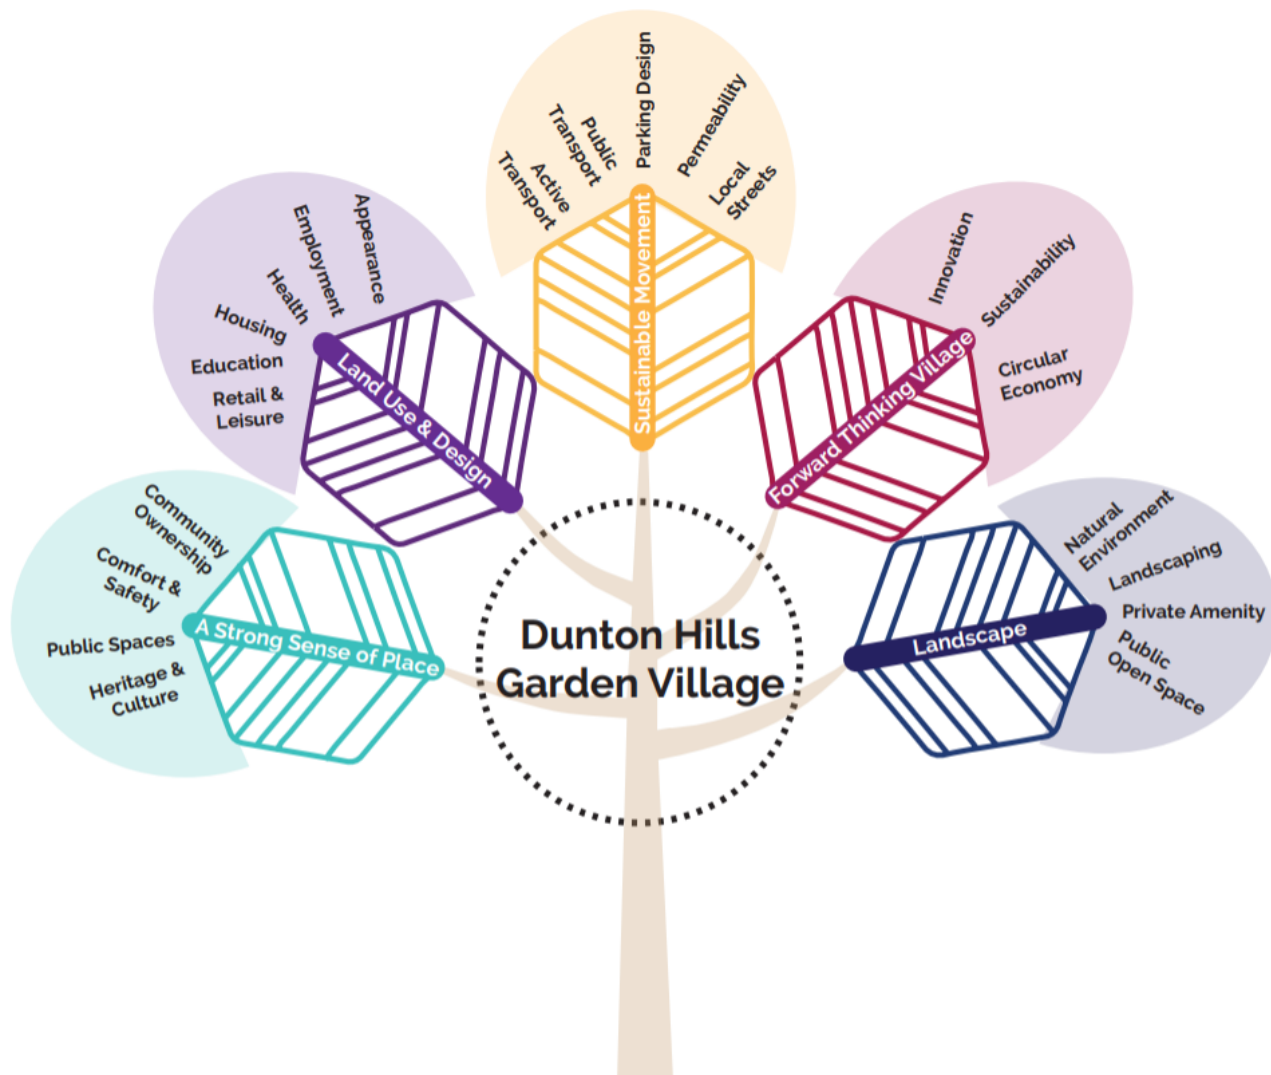 Community
Ownership
Comfort &
Safety
Public Spaces
Heritage &
Culture
A Strong Sense of Place
Appearance
Employment
Health
Housing
Education
Retail &
Leisure
Land Use & Design
Active
Transport
Public
Transport
Parking Design
Permeability
Local
Streets
Sustainable Movement
Innovation
Sustainability
Circular
Economy
Forward Thinking Village
Natural
Environment
Landscaping
Private Amenity
Public
Open Space
Landscape
Dunton Hills
Garden Village